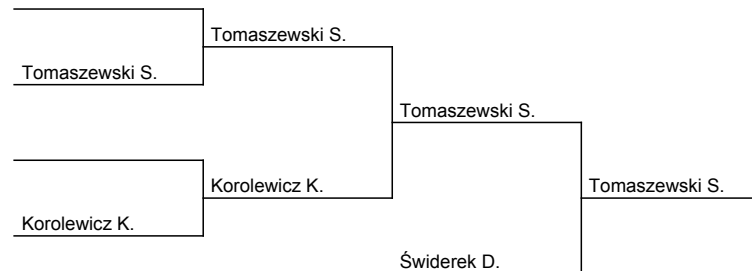 Tomaszewski S.
Tomaszewski S.
Tomaszewski S.
Korolewicz K.
Tomaszewski S.
Korolewicz K.
Świderek D.